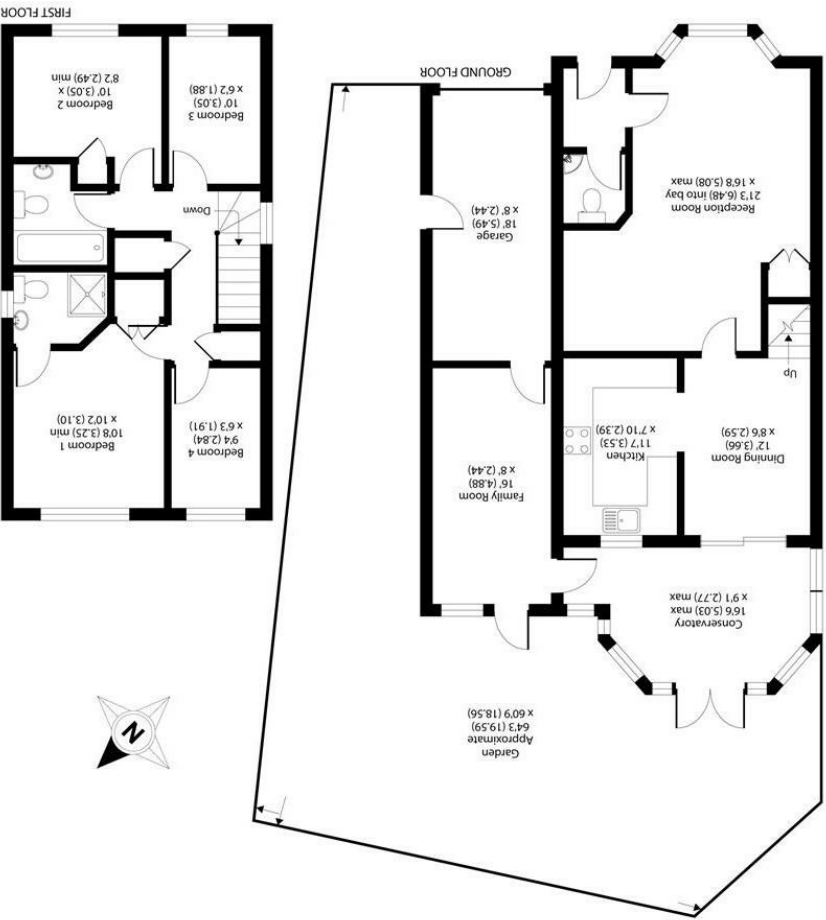 Garden
Approximate
64'3 (19.59)
x 60'9 (18.56)
N
Conservatory
16'6 (5.03) max
x 9'1 (2.77) max
Dinning Room
12' (3.66)
x 8'6 (2.59)
Kitchen
11'7 (3.53)
x 7'10 (2.39)
Family Room
16' (4.88)
x 8' (2.44)
Up
Reception Room
21'3 (6.48) into bay
x 16'8 (5.08) max
Garage
18' (5.49)
x 8' (2.44)
GROUND FLOOR
Bedroom 4
9'4 (2.84)
x 6'3 (1.91)
Bedroom 1
10'8 (3.25) min
x 10'2 (3.10)
Down
Bedroom 3
10' (3.05)
x 6'2 (1.88)
Bedroom 2
10' (3.05) x
8'2 (2.49) min
FIRST FLOOR